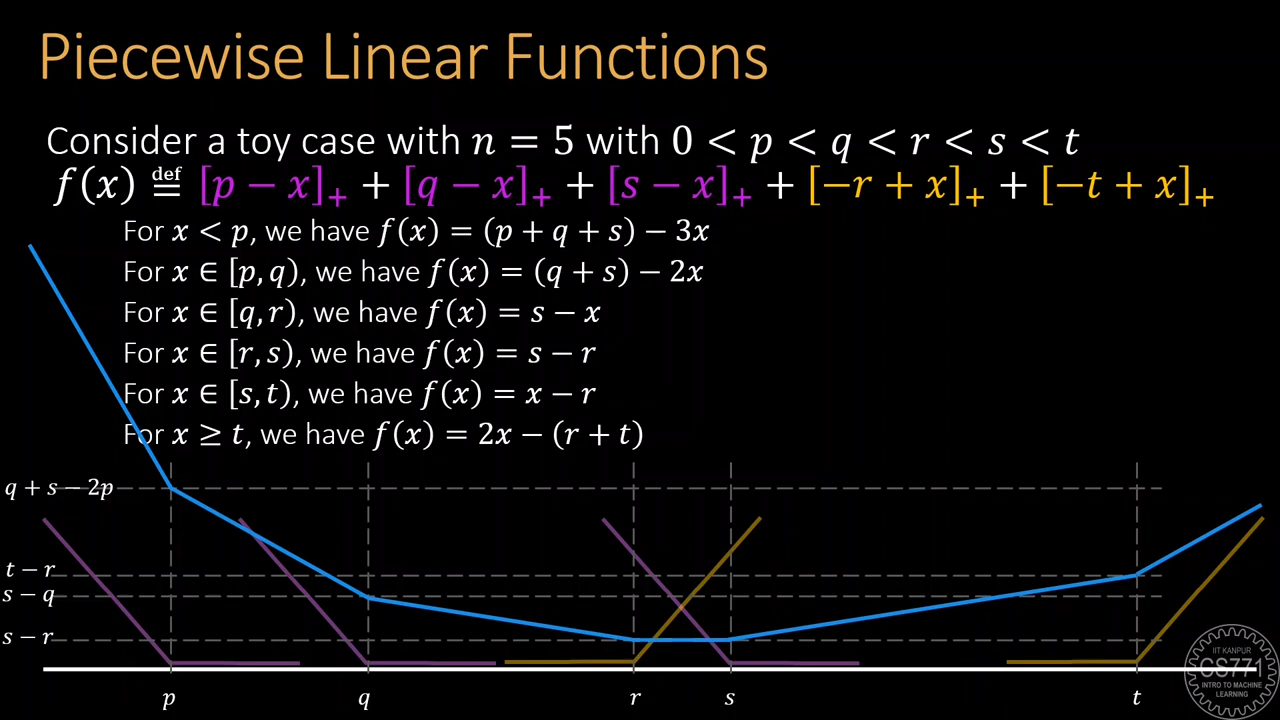 Piecewise Linear Functions
Consider a toy case with n = 5 with 0 < p < q < r < s < t
f(x) ≝ [p − x]₊ + [q − x]₊ + [s − x]₊ + [−r + x]₊ + [−t + x]₊
For x < p, we have f(x) = (p + q + s) − 3x
For x ∈ [p, q), we have f(x) = (q + s) − 2x
For x ∈ [q, r), we have f(x) = s − x
For x ∈ [r, s), we have f(x) = s − r
For x ∈ [s, t), we have f(x) = x − r
For x ≥ t, we have f(x) = 2x − (r + t)
q + s − 2p
t − r
s − q
s − r
p q r s t
IIT KANPUR
CS771
INTRO TO MACHINE
LEARNING